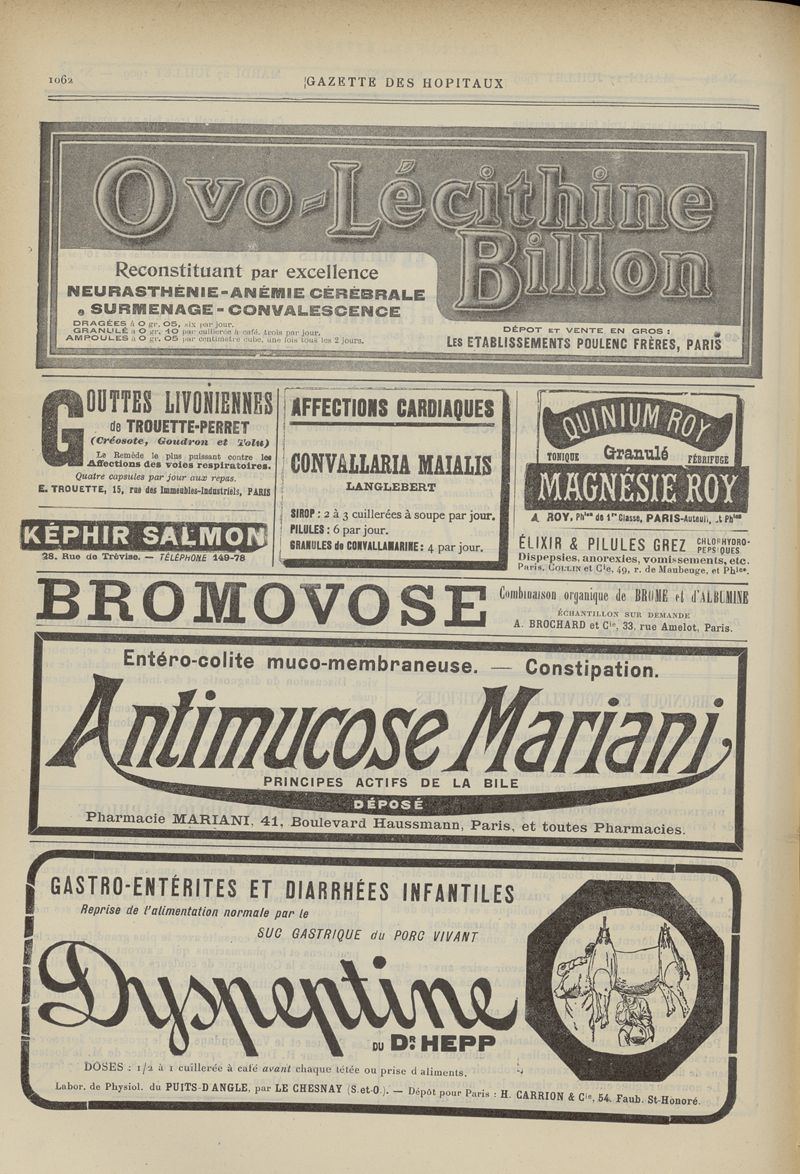 1062
GAZETTE DES HOPITAUX
Ovo-Lécithine
Billon
Reconstituant par excellence
NEURASTHÉNIE-ANÉMIE CÉRÉBRALE
SURMENAGE-CONVALESCENCE
DRAGÉES à 0 gr. 05, six par jour.
GRANULÉ à 0 gr. 10 par cuillerée à café, trois par jour.
AMPOULES à 0 gr. 05 par centimètre cube, une fois tous les 2 jours.
DÉPOT ET VENTE EN GROS :
LES ETABLISSEMENTS POULENC FRÈRES, PARIS
GOUTTES LIVONIENNES
de TROUETTE-PERRET
(Créosote, Goudron et Tolu)
Le Remède le plus puissant contre les
Affections des voies respiratoires.
Quatre capsules par jour aux repas.
E. TROUETTE, 15, rue des Immeubles-Industriels, PARIS
KÉPHIR SALMON
28, Rue de Trévise. — TÉLÉPHONE 149-78
AFFECTIONS CARDIAQUES
CONVALLARIA MAIALIS
LANGLEBERT
SIROP : 2 à 3 cuillerées à soupe par jour.
PILULES : 6 par jour.
GRANULES de CONVALLAMARINE : 4 par jour.
QUINIUM ROY
TONIQUE Granulé FÉBRIFUGE
MAGNÉSIE ROY
A. ROY, Phien de 1re Classe, PARIS-Auteuil, et Phies
ÉLIXIR & PILULES GREZ CHLORHYDRO-
PEPSIQUES
Dispepsies, anorexies, vomissements, etc.
Paris, COLLIN et Cie, 49, r. de Maubeuge, et Phies.
BROMOVOSE
Combinaison organique de BROME et d'ALBUMINE
ÉCHANTILLON SUR DEMANDE
A. BROCHARD et Cie, 33, rue Amelot, Paris.
Entéro-colite muco-membraneuse. — Constipation.
Antimucose Mariani
PRINCIPES ACTIFS DE LA BILE
DÉPOSÉ
Pharmacie MARIANI, 41, Boulevard Haussmann, Paris, et toutes Pharmacies.
GASTRO-ENTÉRITES ET DIARRHÉES INFANTILES
Reprise de l'alimentation normale par le
SUC GASTRIQUE du PORC VIVANT
Dyspeptine
DU DR. HEPP
DOSES : 1/2 à 1 cuillerée à café avant chaque tétée ou prise d aliments.
Labor. de Physiol. du PUITS-D'ANGLE, par LE CHESNAY (S.et-O.). — Dépôt pour Paris : H. CARRION & Cie, 54, Faub. St-Honoré.